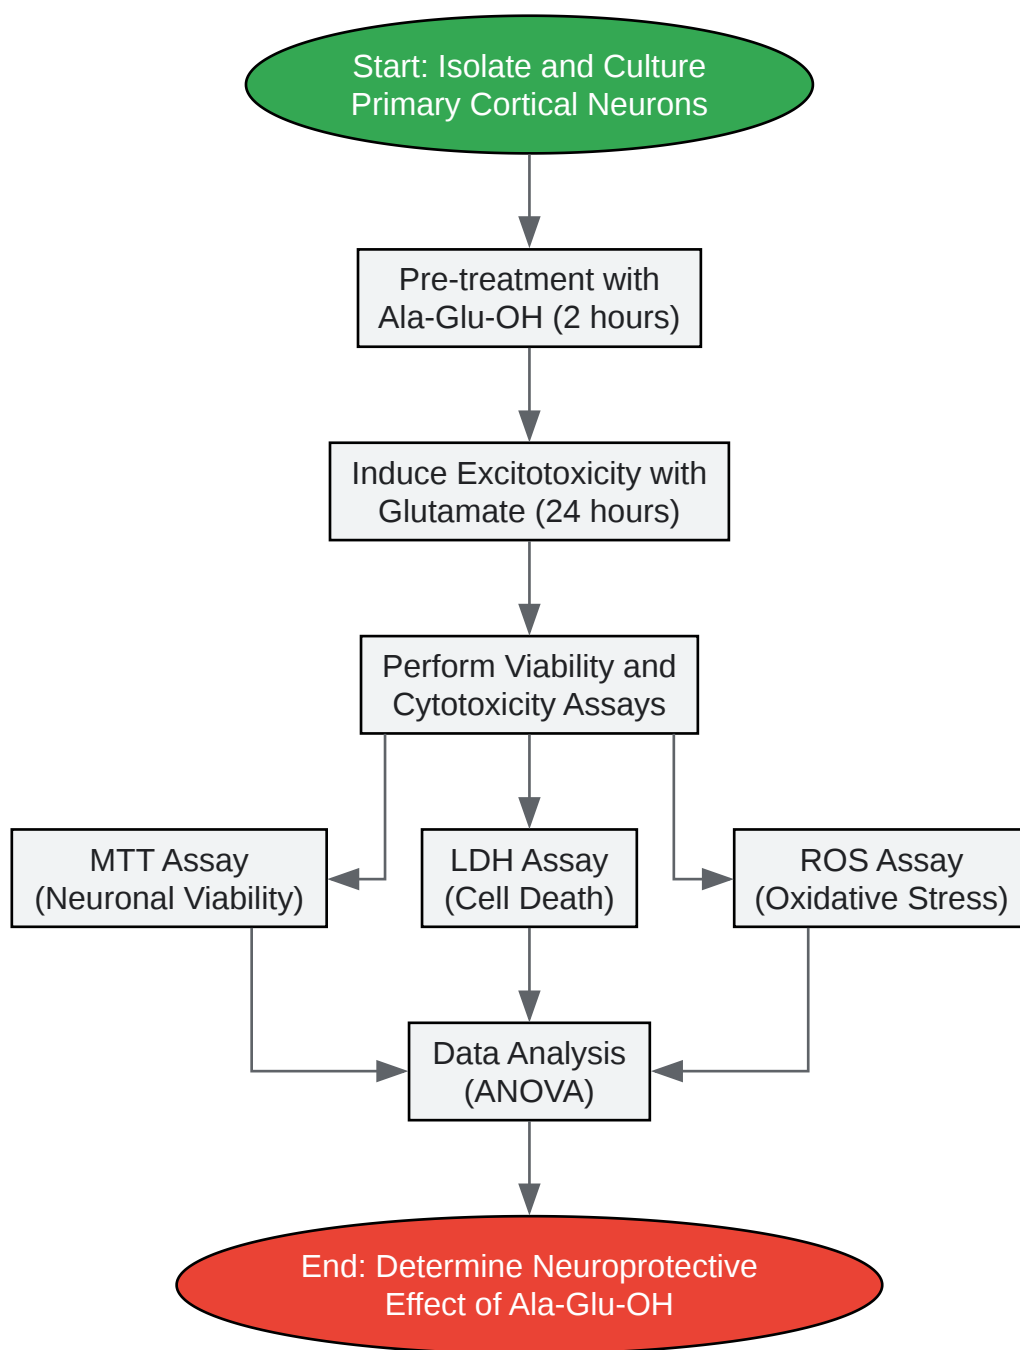 Start: Isolate and Culture
Primary Cortical Neurons
Pre-treatment with
Ala-Glu-OH (2 hours)
Induce Excitotoxicity with
Glutamate (24 hours)
Perform Viability and
Cytotoxicity Assays
MTT Assay
(Neuronal Viability)
LDH Assay
(Cell Death)
ROS Assay
(Oxidative Stress)
Data Analysis
(ANOVA)
End: Determine Neuroprotective
Effect of Ala-Glu-OH